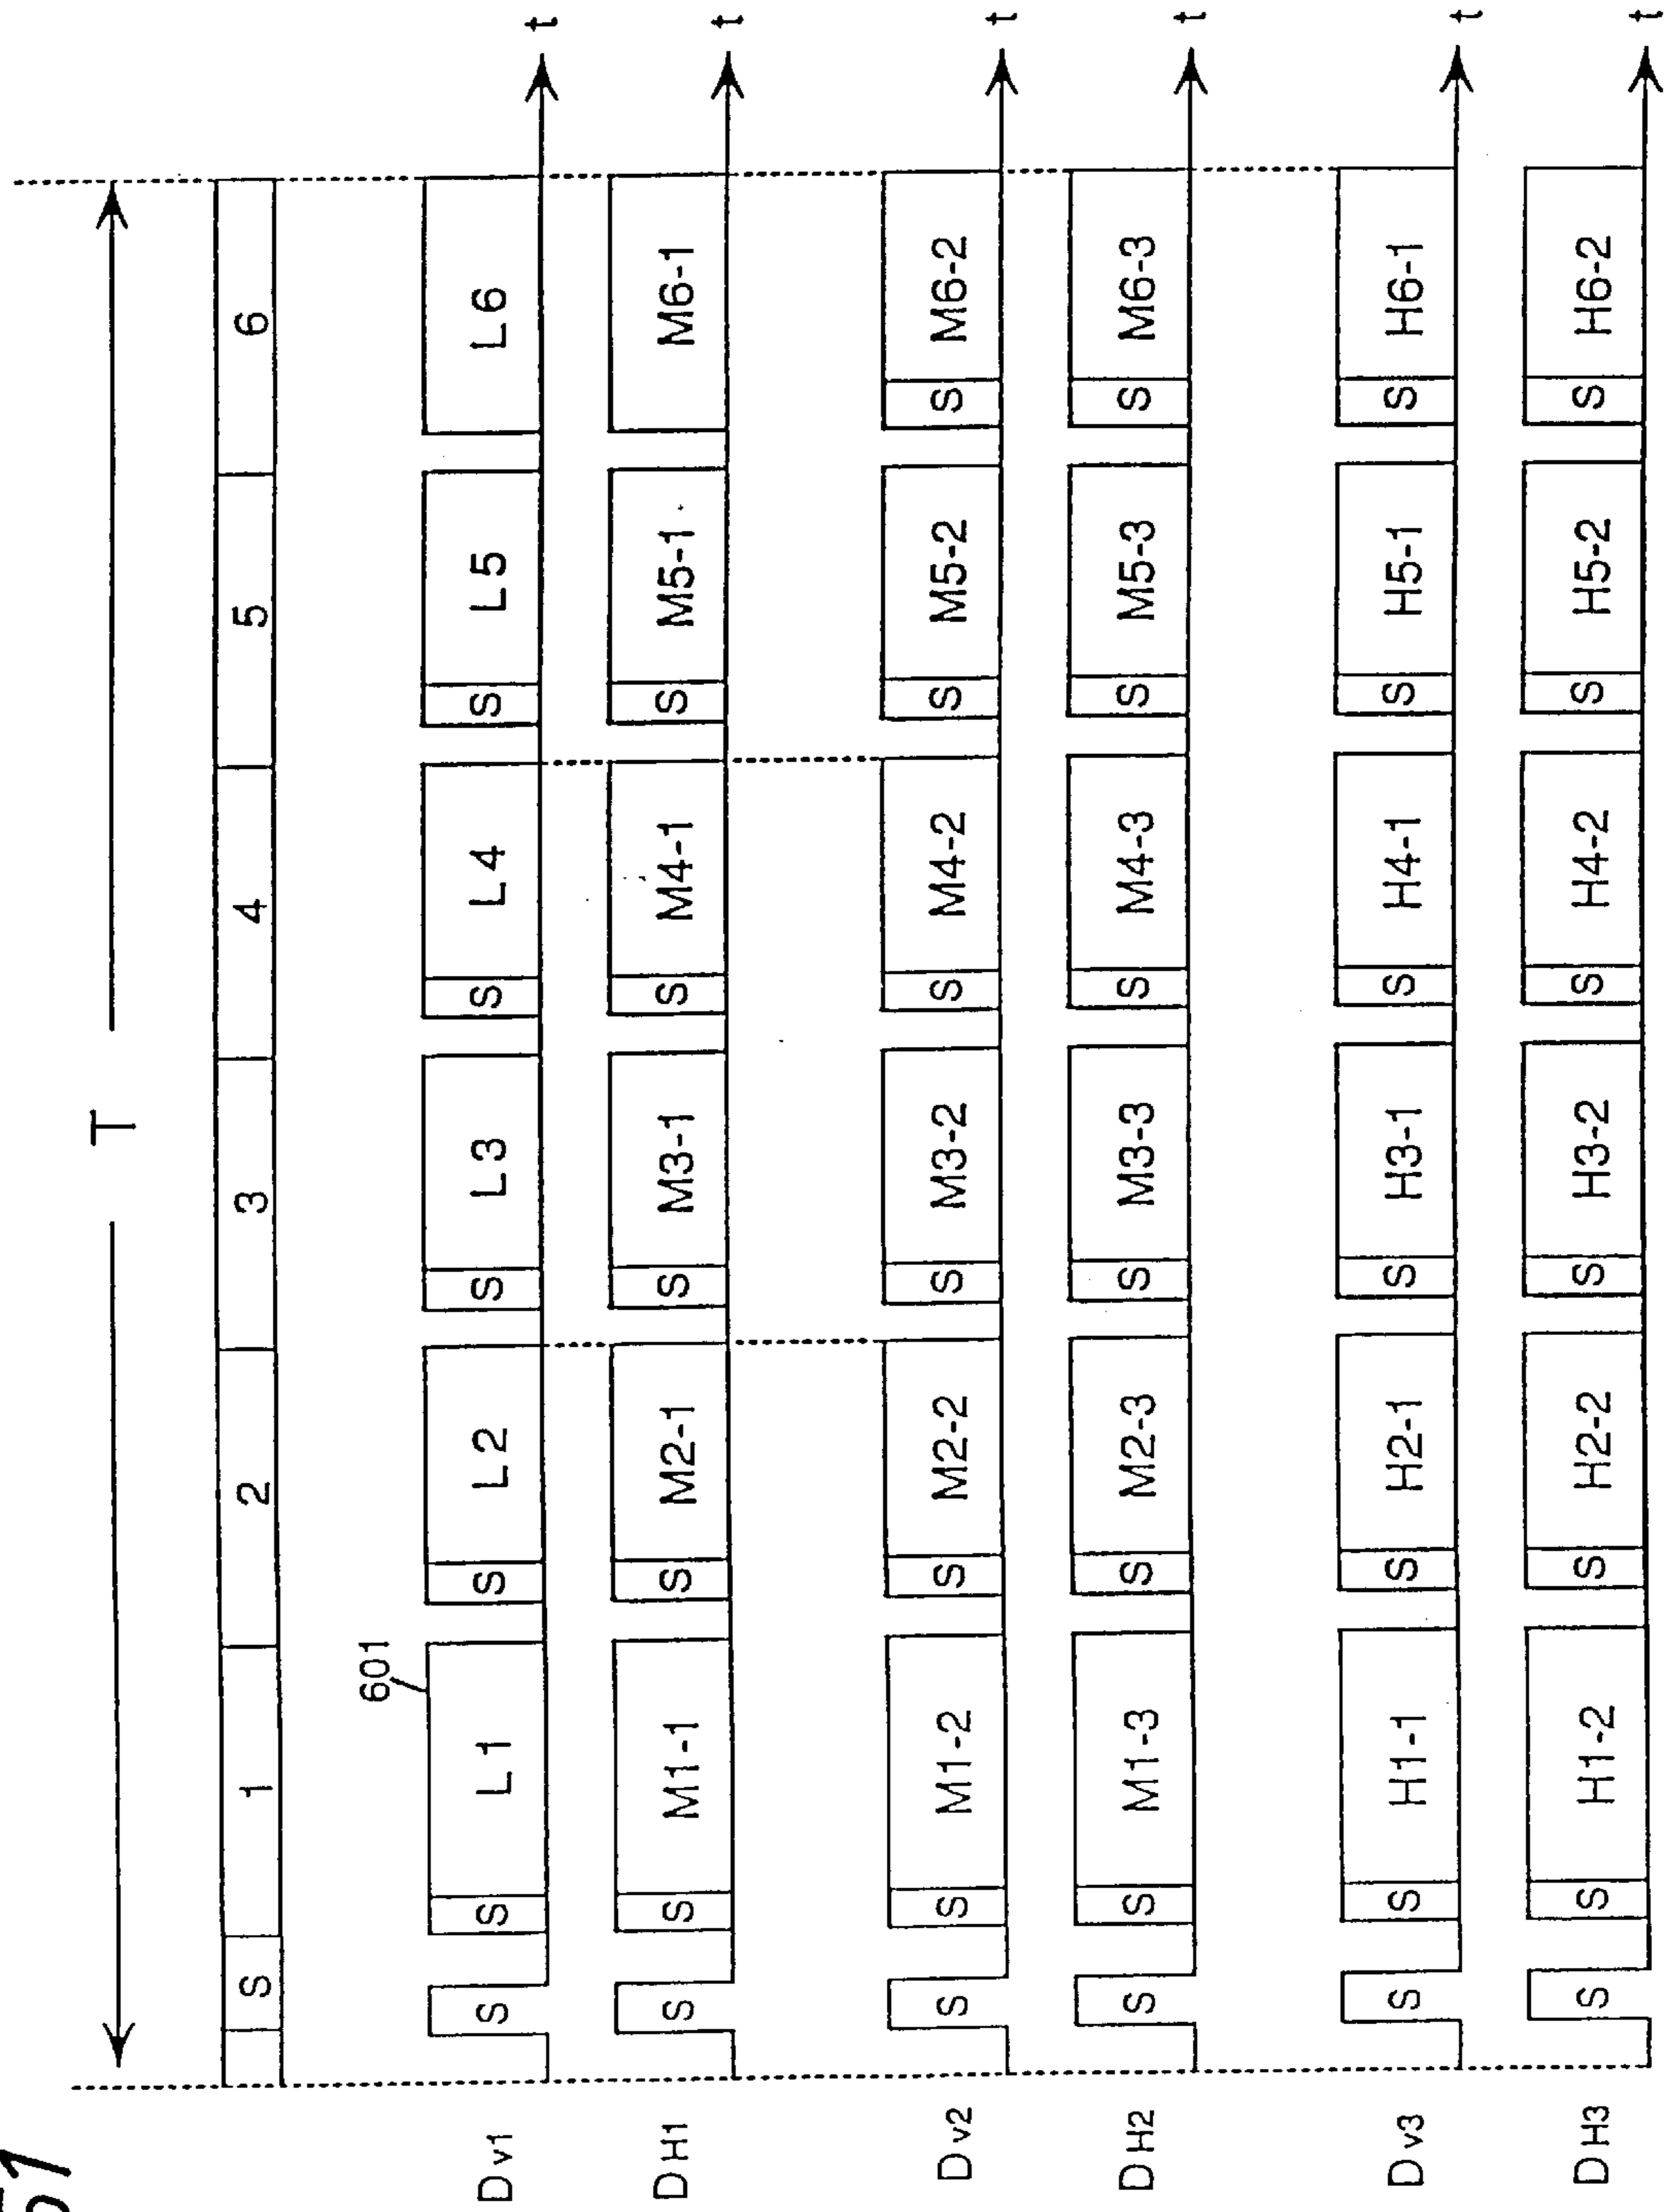 51
T
S 1 2 3 4 5 6
601
Dv1 S S L1 S L2 S L3 S L4 S L5 L6 t
DH1 S S M1-1 S M2-1 S M3-1 S M4-1 S M5-1 M6-1 t
Dv2 S S M1-2 S M2-2 S M3-2 S M4-2 S M5-2 S M6-2 t
DH2 S S M1-3 S M2-3 S M3-3 S M4-3 S M5-3 S M6-3 t
Dv3 S S H1-1 S H2-1 S H3-1 S H4-1 S H5-1 S H6-1 t
DH3 S S H1-2 S H2-2 S H3-2 S H4-2 S H5-2 S H6-2 t